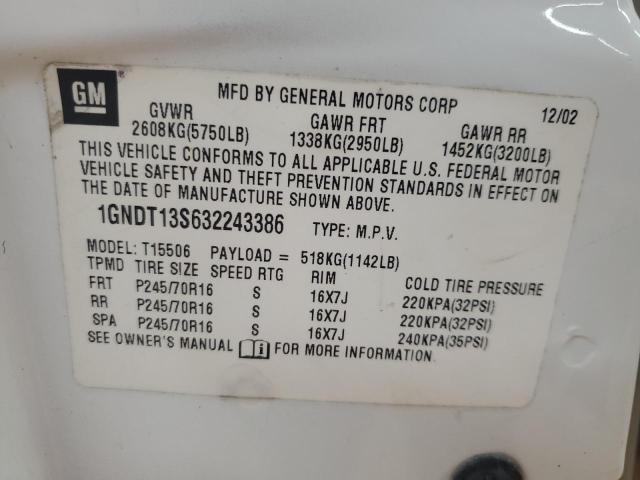 GM MFD BY GENERAL MOTORS CORP 12/02
GVWR GAWR FRT GAWR RR
2608KG(5750LB) 1338KG(2950LB) 1452KG(3200LB)
THIS VEHICLE CONFORMS TO ALL APPLICABLE U.S. FEDERAL MOTOR
VEHICLE SAFETY AND THEFT PREVENTION STANDARDS IN EFFECT ON
THE DATE OF MANUFACTURE SHOWN ABOVE.
1GNDT13S632243386 TYPE: M.P.V.
MODEL: T15506 PAYLOAD = 518KG(1142LB)
TPMD TIRE SIZE SPEED RTG RIM COLD TIRE PRESSURE
FRT P245/70R16 S 16X7J 220KPA(32PSI)
RR P245/70R16 S 16X7J 220KPA(32PSI)
SPA P245/70R16 S 16X7J 240KPA(35PSI)
SEE OWNER'S MANUAL i FOR MORE INFORMATION.